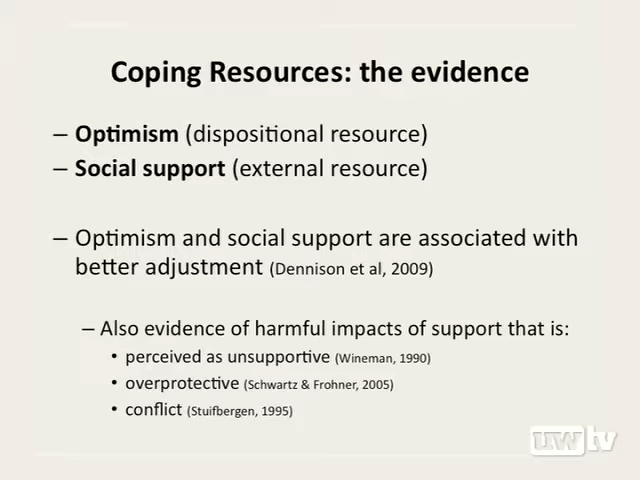 Coping Resources: the evidence
– Optimism (dispositional resource)
– Social support (external resource)
– Optimism and social support are associated with
better adjustment (Dennison et al, 2009)
– Also evidence of harmful impacts of support that is:
• perceived as unsupportive (Wineman, 1990)
• overprotective (Schwartz & Frohner, 2005)
• conflict (Stuifbergen, 1995)
uwtv